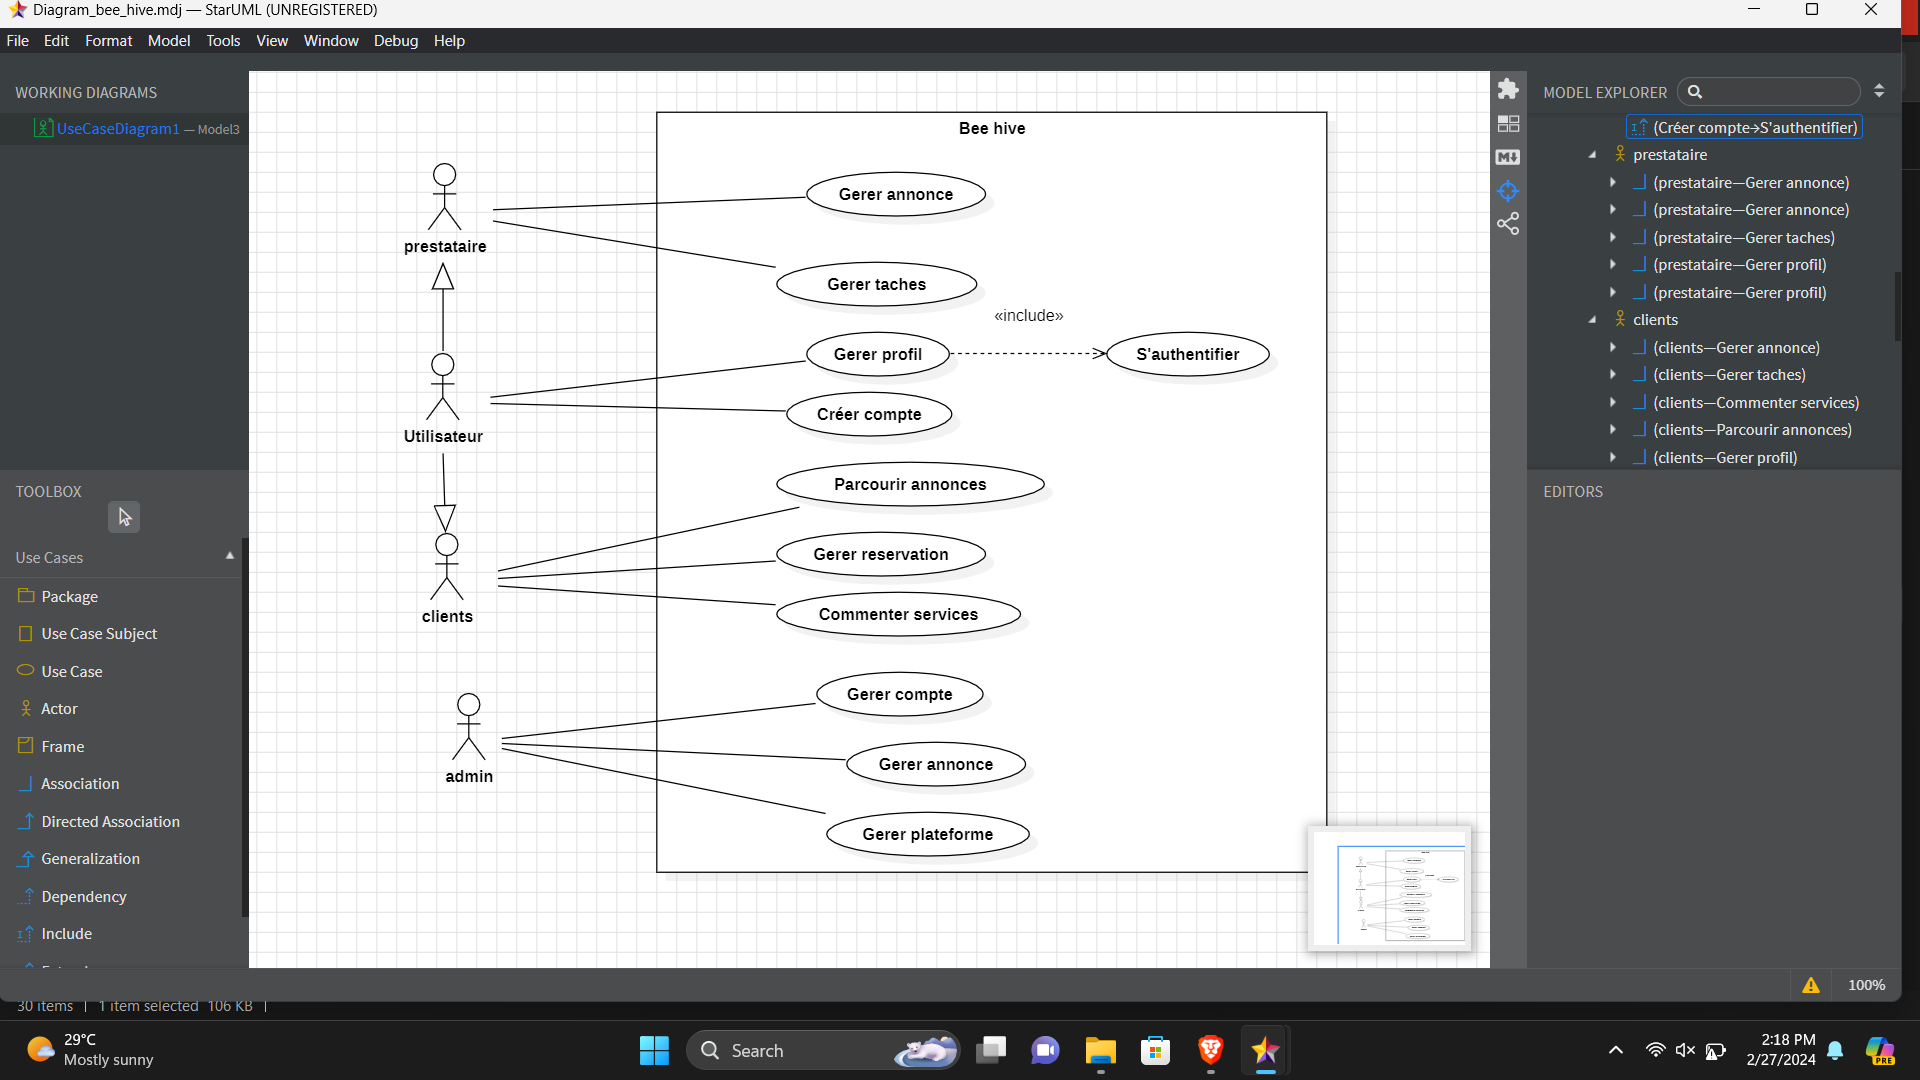 Diagram_bee_hive.mdj — StarUML (UNREGISTERED)
File Edit Format Model Tools View Window Debug Help
WORKING DIAGRAMS
UseCaseDiagram1 — Model3
TOOLBOX
Use Cases
Package
Use Case Subject
Use Case
Actor
Frame
Association
Directed Association
Generalization
Dependency
Include
Bee hive
prestataire
Utilisateur
clients
admin
Gerer annonce
Gerer taches
«include»
Gerer profil
S'authentifier
Créer compte
Parcourir annonces
Gerer reservation
Commenter services
Gerer compte
Gerer annonce
Gerer plateforme
MODEL EXPLORER
(Créer compte→S'authentifier)
prestataire
(prestataire—Gerer annonce)
(prestataire—Gerer annonce)
(prestataire—Gerer taches)
(prestataire—Gerer profil)
(prestataire—Gerer profil)
clients
(clients—Gerer annonce)
(clients—Gerer taches)
(clients—Commenter services)
(clients—Parcourir annonces)
(clients—Gerer profil)
EDITORS
100%
30 items | 1 item selected 106 KB |
29°C
Mostly sunny
Search
2:18 PM
2/27/2024
PRE